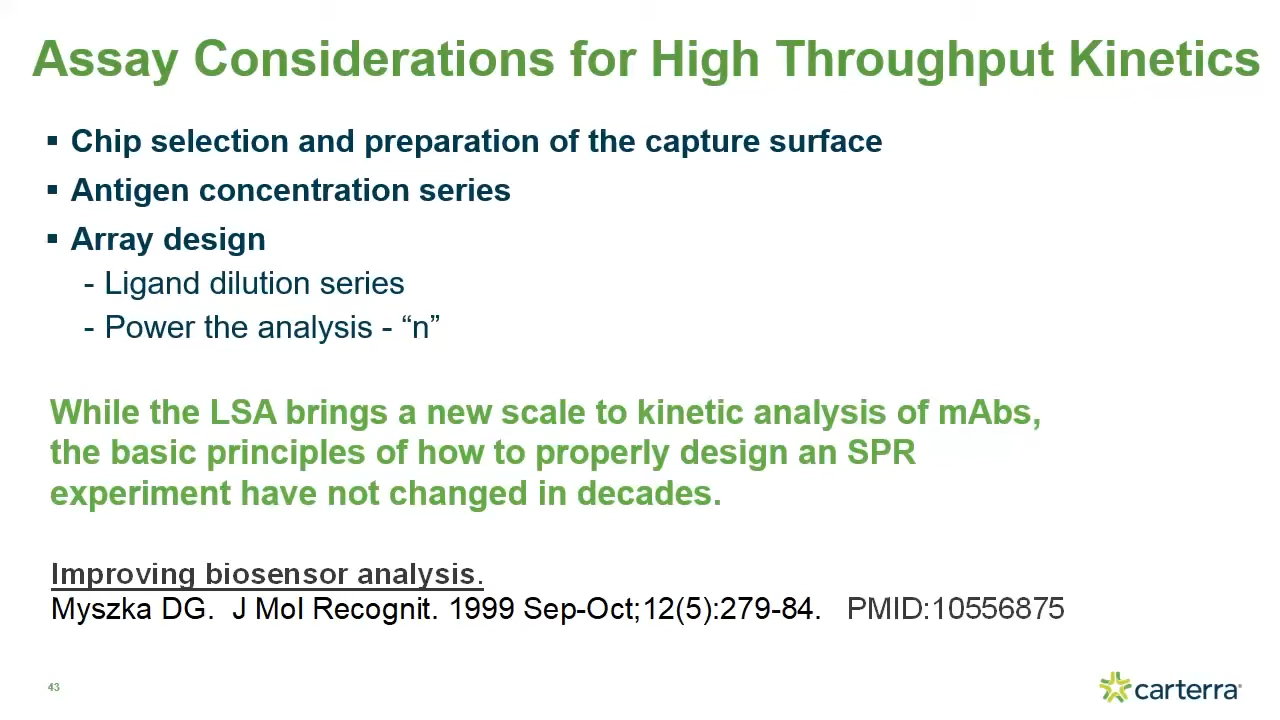 Assay Considerations for High Throughput Kinetics
▪ Chip selection and preparation of the capture surface
▪ Antigen concentration series
▪ Array design
- Ligand dilution series
- Power the analysis - “n”
While the LSA brings a new scale to kinetic analysis of mAbs,
the basic principles of how to properly design an SPR
experiment have not changed in decades.
Improving biosensor analysis.
Myszka DG. J Mol Recognit. 1999 Sep-Oct;12(5):279-84. PMID:10556875
43
carterra®